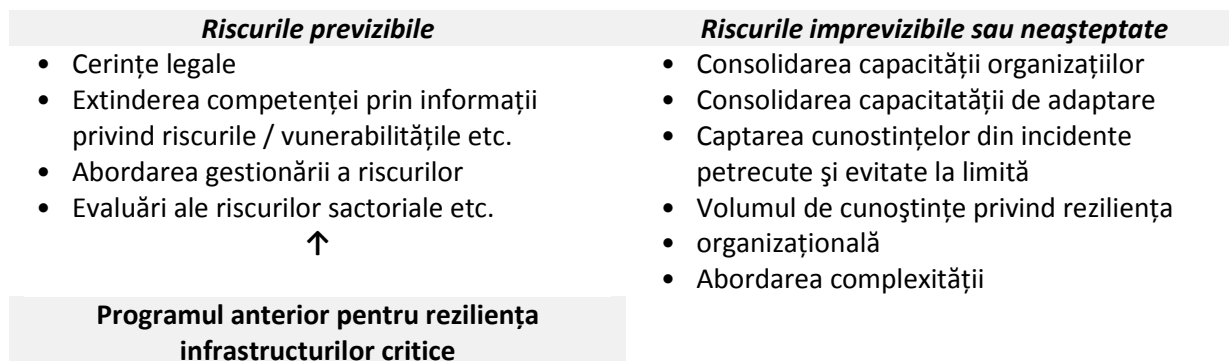 Riscurile previzibile
• Cerințe legale
• Extinderea competenței prin informații
privind riscurile / vunerabilitățile etc.
• Abordarea gestionării a riscurilor
• Evaluări ale riscurilor sactoriale etc.
↑
Programul anterior pentru reziliența
infrastructurilor critice
Riscurile imprevizibile sau neaşteptate
• Consolidarea capacității organizațiilor
• Consolidarea capacitatății de adaptare
• Captarea cunostințelor din incidente
petrecute şi evitate la limită
• Volumul de cunoştințe privind reziliența
• organizațională
• Abordarea complexității